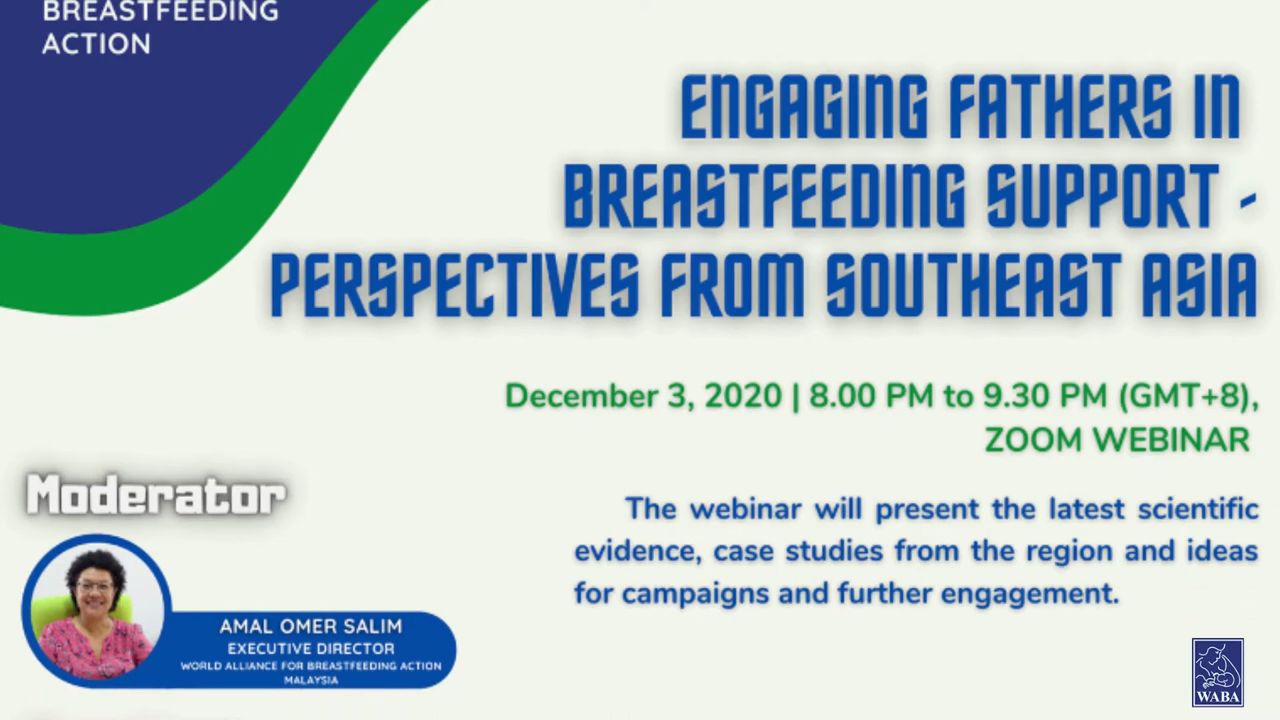 BREASTFEEDING
ACTION
ENGAGING FATHERS IN
BREASTFEEDING SUPPORT -
PERSPECTIVES FROM SOUTHEAST ASIA
December 3, 2020 | 8.00 PM to 9.30 PM (GMT+8),
ZOOM WEBINAR
The webinar will present the latest scientific
evidence, case studies from the region and ideas
for campaigns and further engagement.
Moderator
AMAL OMER SALIM
EXECUTIVE DIRECTOR
WORLD ALLIANCE FOR BREASTFEEDING ACTION
MALAYSIA
WABA